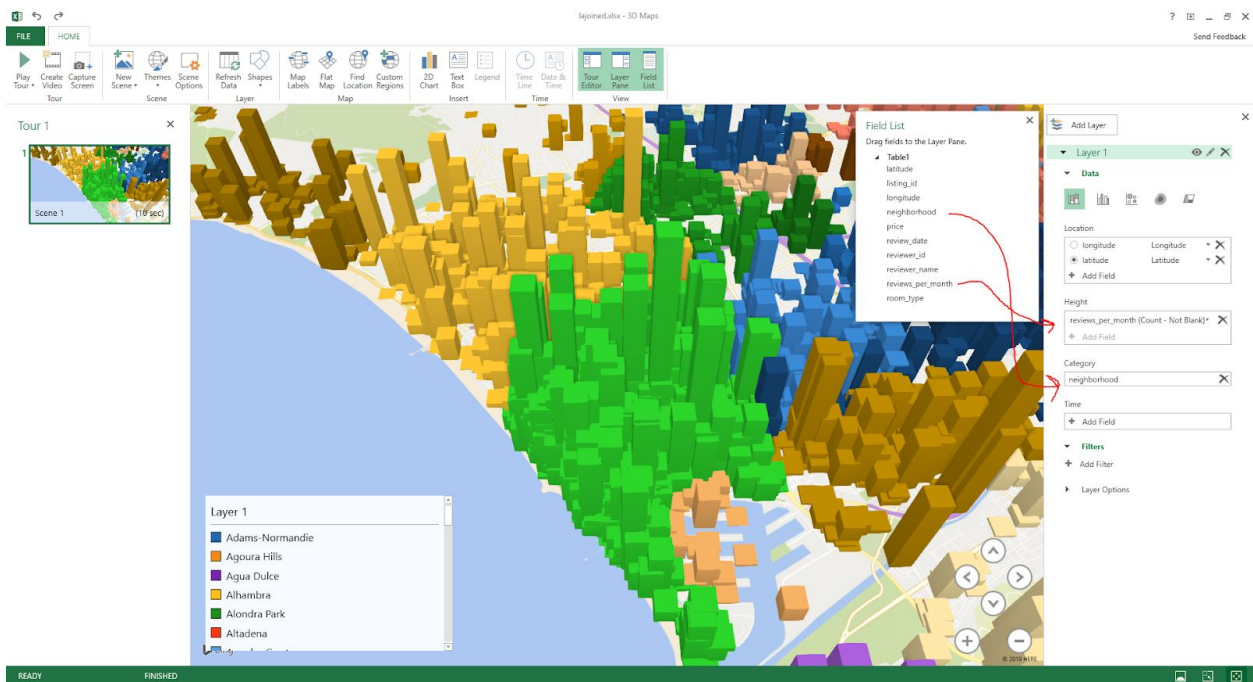 lajoined.xlsx - 3D Maps
FILE
HOME
Send Feedback
Play Tour
Create Video
Capture Screen
New Scene
Themes
Scene Options
Refresh Data
Shapes
Map Labels
Flat Map
Find Location
Custom Regions
2D Chart
Text Box
Legend
Time Line
Date & Time
Tour Editor
Layer Pane
Field List
Tour
Scene
Layer
Map
Insert
Time
View
Tour 1
1
Scene 1
(10 sec)
Field List
Drag fields to the Layer Pane.
Table1
latitude
listing_id
longitude
neighborhood
price
review_date
reviewer_id
reviewer_name
reviews_per_month
room_type
Add Layer
Layer 1
Data
Location
longitude Longitude
latitude Latitude
+ Add Field
Height
reviews_per_month (Count - Not Blank)
+ Add Field
Category
neighborhood
Time
+ Add Field
Filters
+ Add Filter
Layer Options
Layer 1
Adams-Normandie
Agoura Hills
Agua Dulce
Alhambra
Alondra Park
Altadena
© 2019 HERE
READY
FINISHED